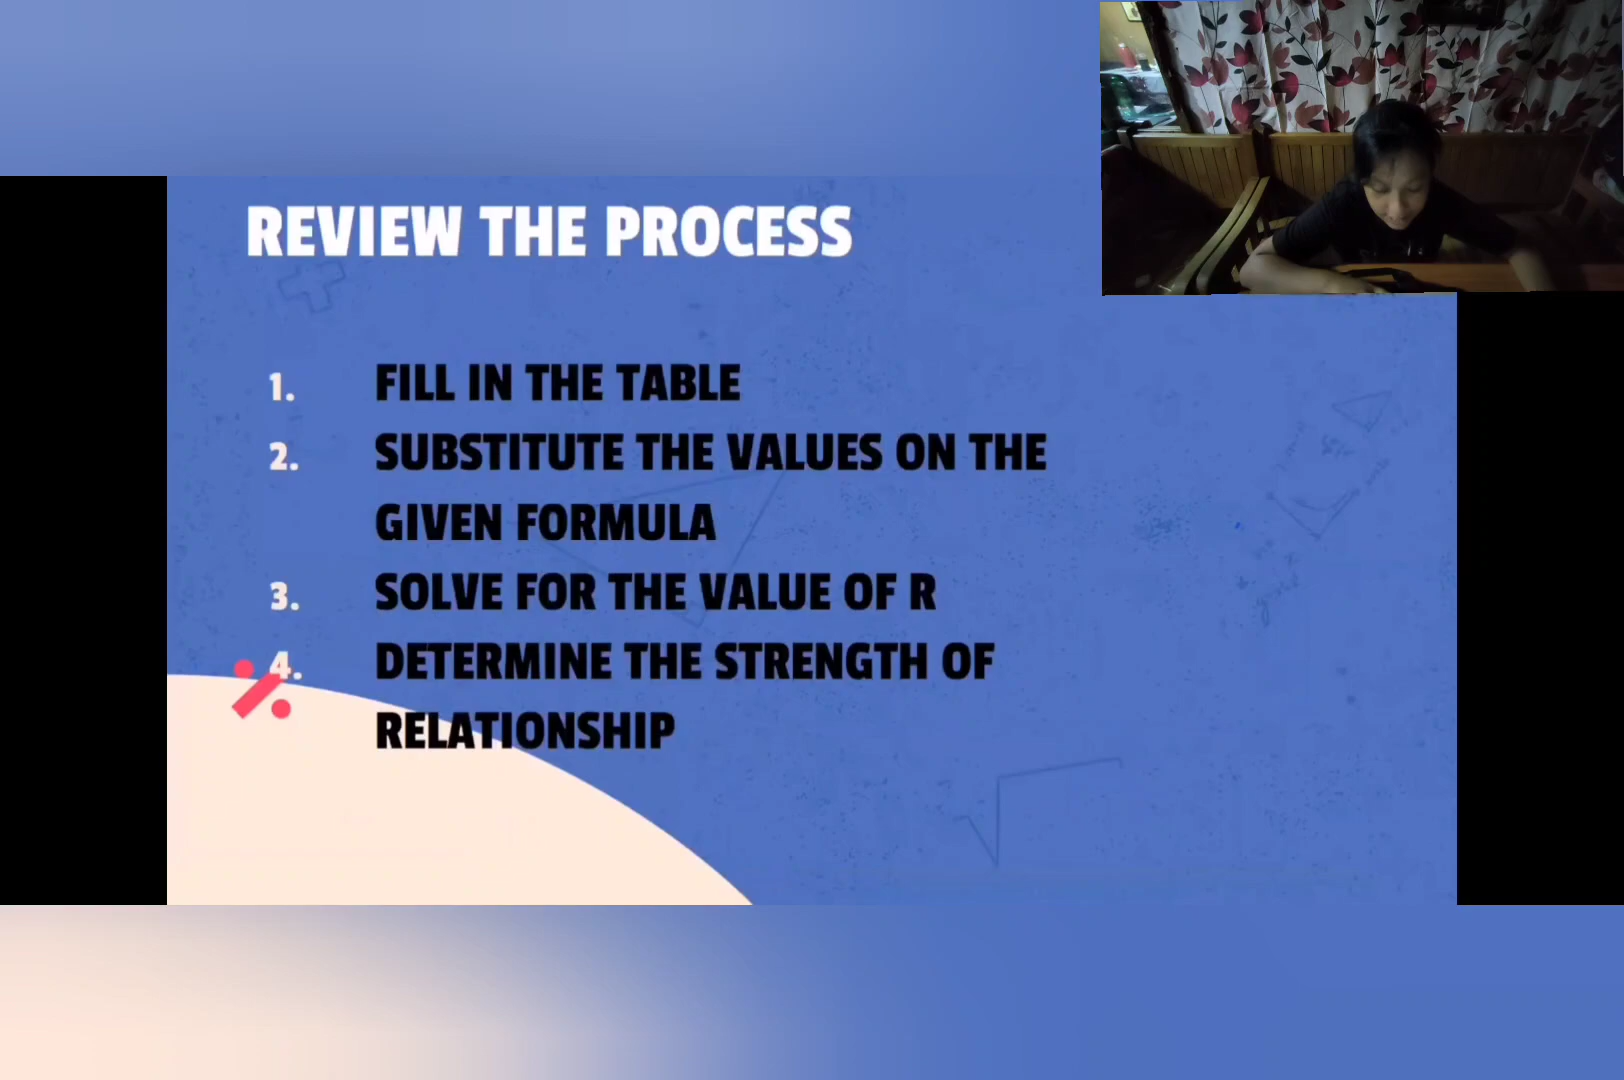 REVIEW THE PROCESS
1. FILL IN THE TABLE
2. SUBSTITUTE THE VALUES ON THE
GIVEN FORMULA
3. SOLVE FOR THE VALUE OF R
4. DETERMINE THE STRENGTH OF
RELATIONSHIP